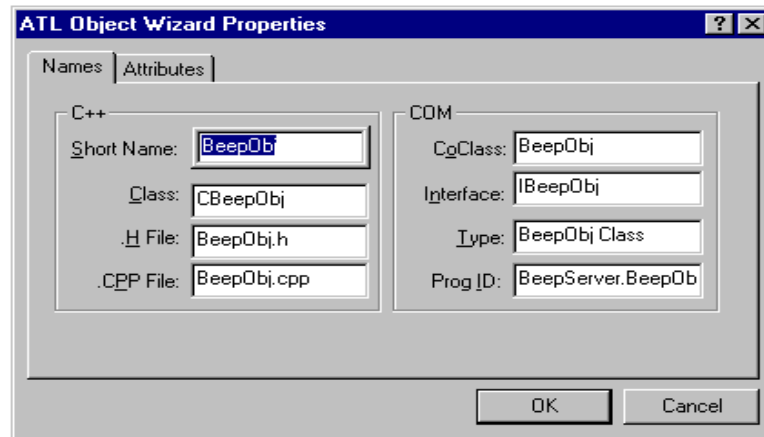 ATL Object Wizard Properties
Names Attributes
C++
Short Name: BeepObj
Class: CBeepObj
.H File: BeepObj.h
.CPP File: BeepObj.cpp
COM
CoClass: BeepObj
Interface: IBeepObj
Type: BeepObj Class
Prog ID: BeepServer.BeepOb
OK Cancel